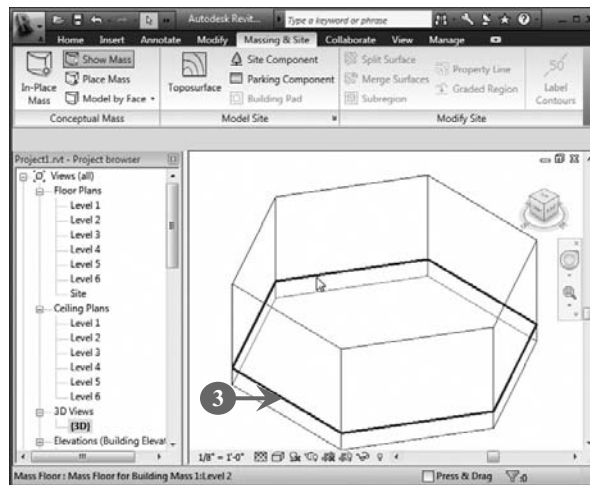 Autodesk Revit...
Type a keyword or phrase
Home Insert Annotate Modify Massing & Site Collaborate View Manage
In-Place Mass
Show Mass
Place Mass
Model by Face
Conceptual Mass
Toposurface
Site Component
Parking Component
Building Pad
Model Site
Split Surface
Merge Surfaces
Subregion
Property Line
Graded Region
Label Contours
Modify Site
Project1.rvt - Project browser
Views (all)
Floor Plans
Level 1
Level 2
Level 3
Level 4
Level 5
Level 6
Site
Ceiling Plans
Level 1
Level 2
Level 3
Level 4
Level 5
Level 6
3D Views
{3D}
Elevations (Building Elevat
3
1/8" = 1'-0"
Mass Floor : Mass Floor for Building Mass 1:Level 2
Press & Drag
:0